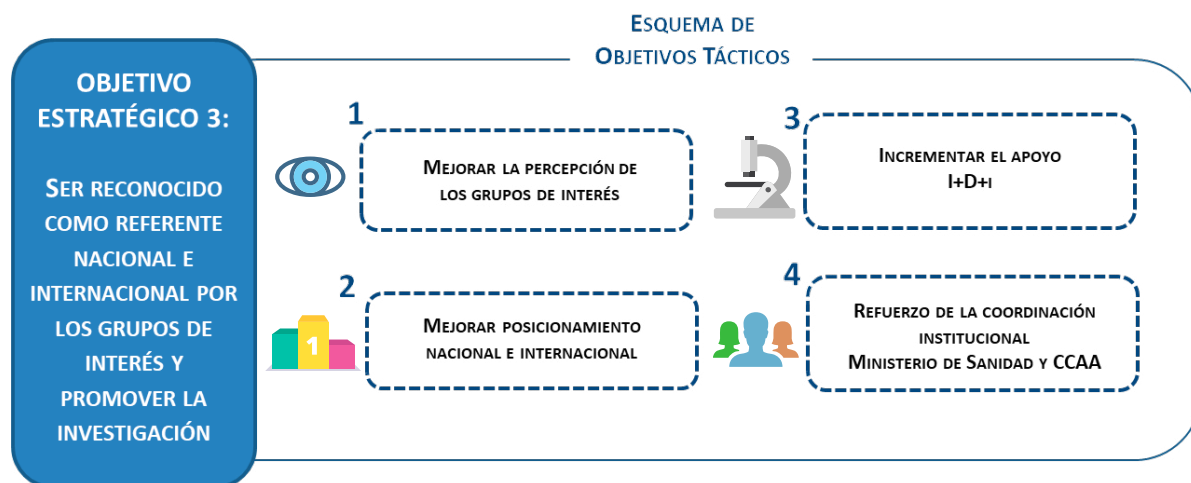 Esquema de
Objetivos Tácticos
OBJETIVO
ESTRATÉGICO 3:
Ser reconocido
como referente
nacional e
internacional por
los grupos de
interés y
promover la
investigación
1
Mejorar la percepción de
los grupos de interés
2
Mejorar posicionamiento
nacional e internacional
1
3
Incrementar el apoyo
I+D+i
4
Refuerzo de la coordinación
institucional
Ministerio de Sanidad y CCAA